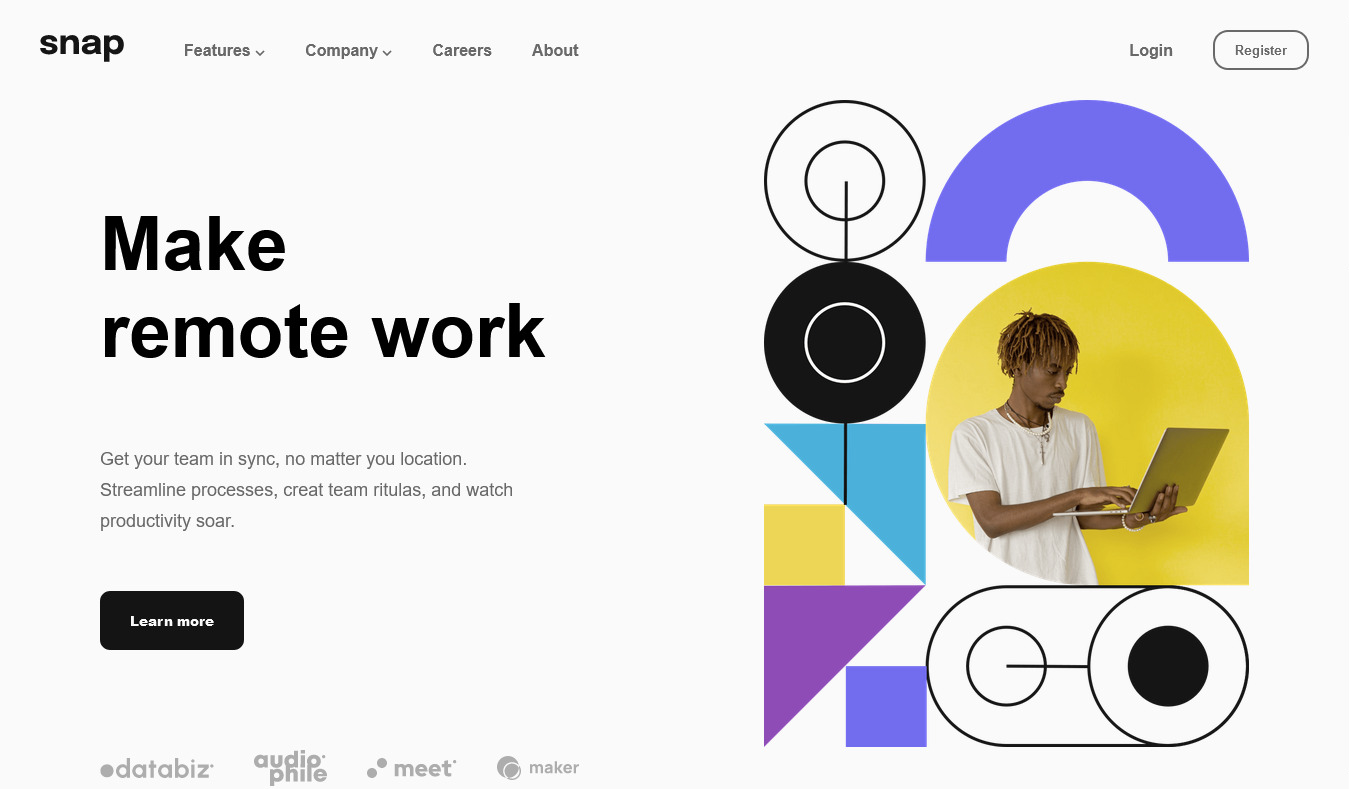 snap
Features
Company
Careers
About
Login
Register
Make
remote work
Get your team in sync, no matter you location.
Streamline processes, creat team ritulas, and watch
productivity soar.
Learn more
databiz
audiophile
meet
maker